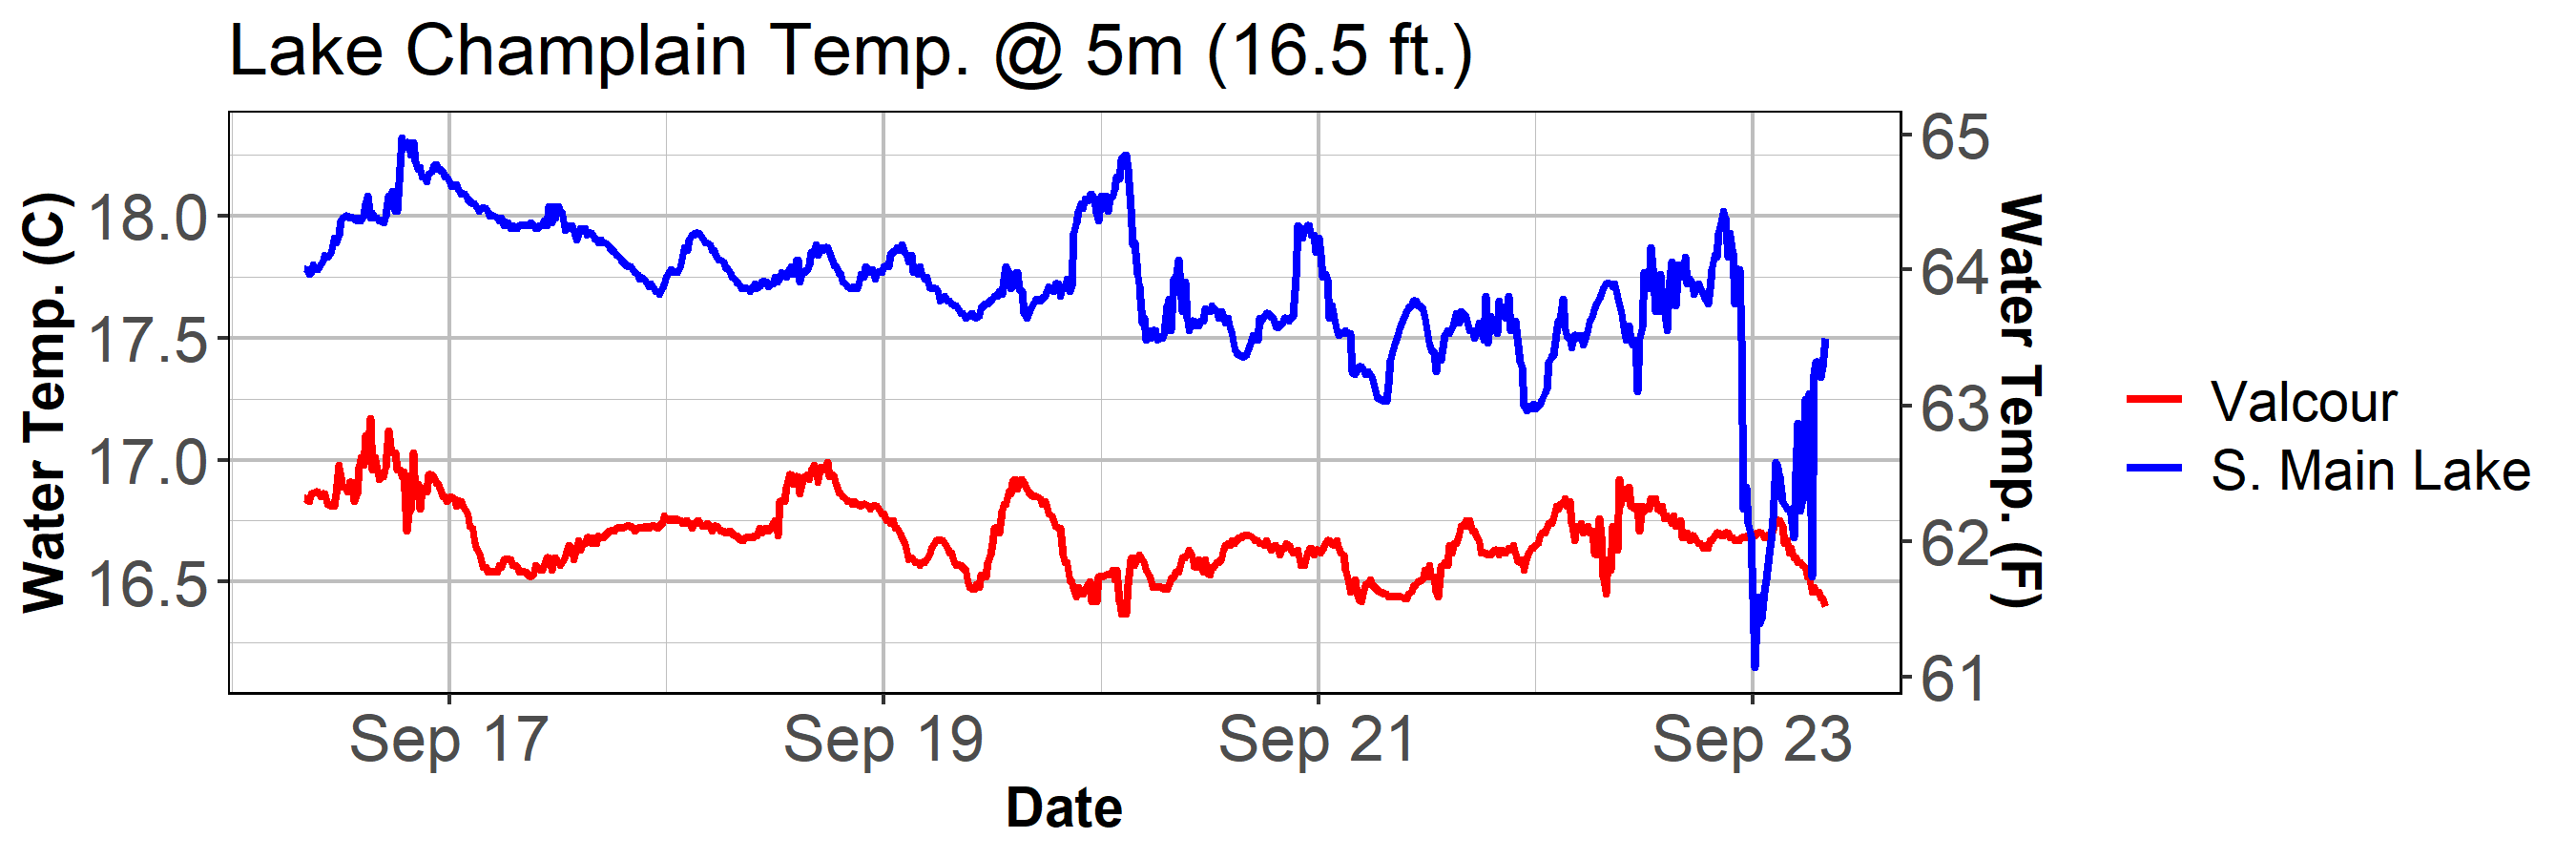 Lake Champlain Temp. @ 5m (16.5 ft.)
Water Temp. (C)
18.0
17.5
17.0
16.5
65
64
63
62
61
Water Temp. (F)
Sep 17
Sep 19
Sep 21
Sep 23
Date
Valcour
S. Main Lake